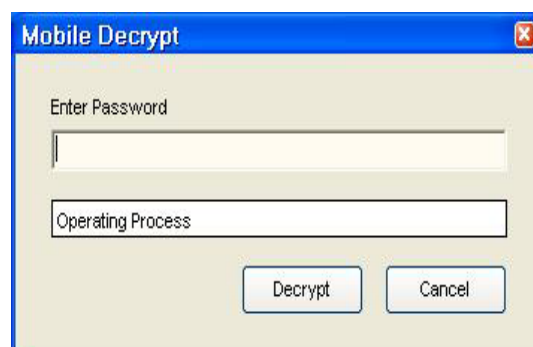 Mobile Decrypt
Enter Password
Operating Process
Decrypt
Cancel